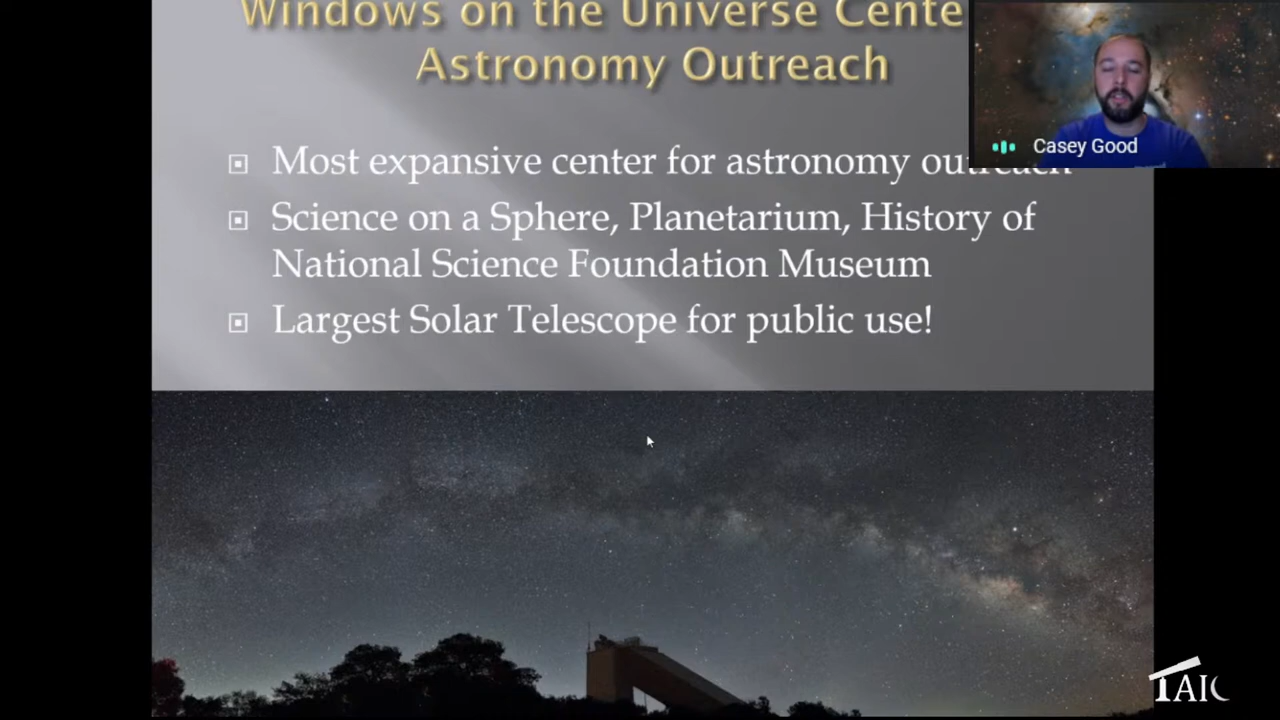 Windows on the Universe Cente
Astronomy Outreach
Most expansive center for astronomy outreach
Science on a Sphere, Planetarium, History of
National Science Foundation Museum
Largest Solar Telescope for public use!
Casey Good
TAIC